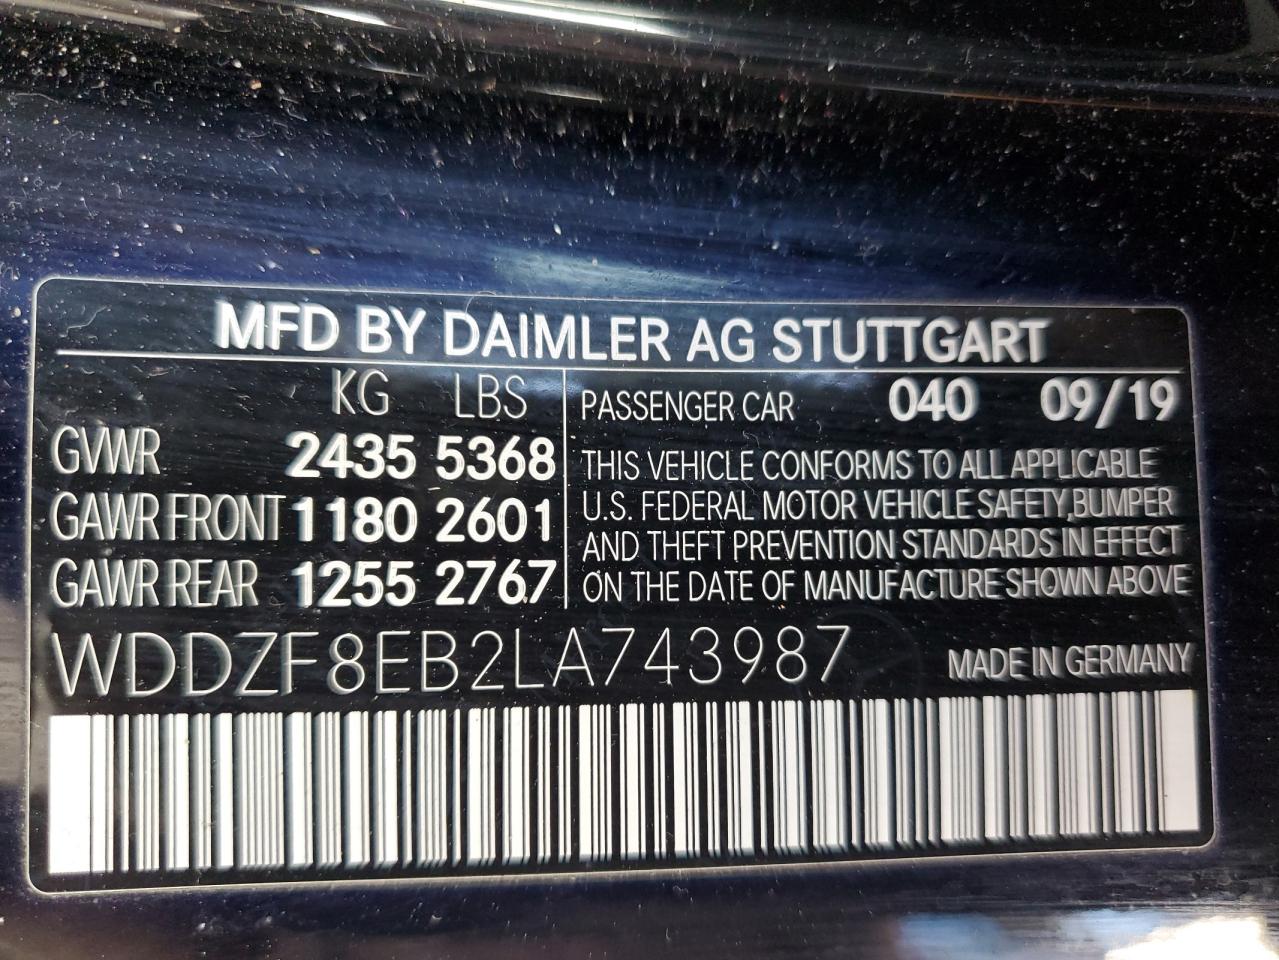 MFD BY DAIMLER AG STUTTGART
KG LBS
GVWR 2435 5368
GAWR FRONT 1180 2601
GAWR REAR 1255 2767
PASSENGER CAR 040 09/19
THIS VEHICLE CONFORMS TO ALL APPLICABLE
U.S. FEDERAL MOTOR VEHICLE SAFETY,BUMPER
AND THEFT PREVENTION STANDARDS IN EFFECT
ON THE DATE OF MANUFACTURE SHOWN ABOVE
WDDZF8EB2LA743987
MADE IN GERMANY